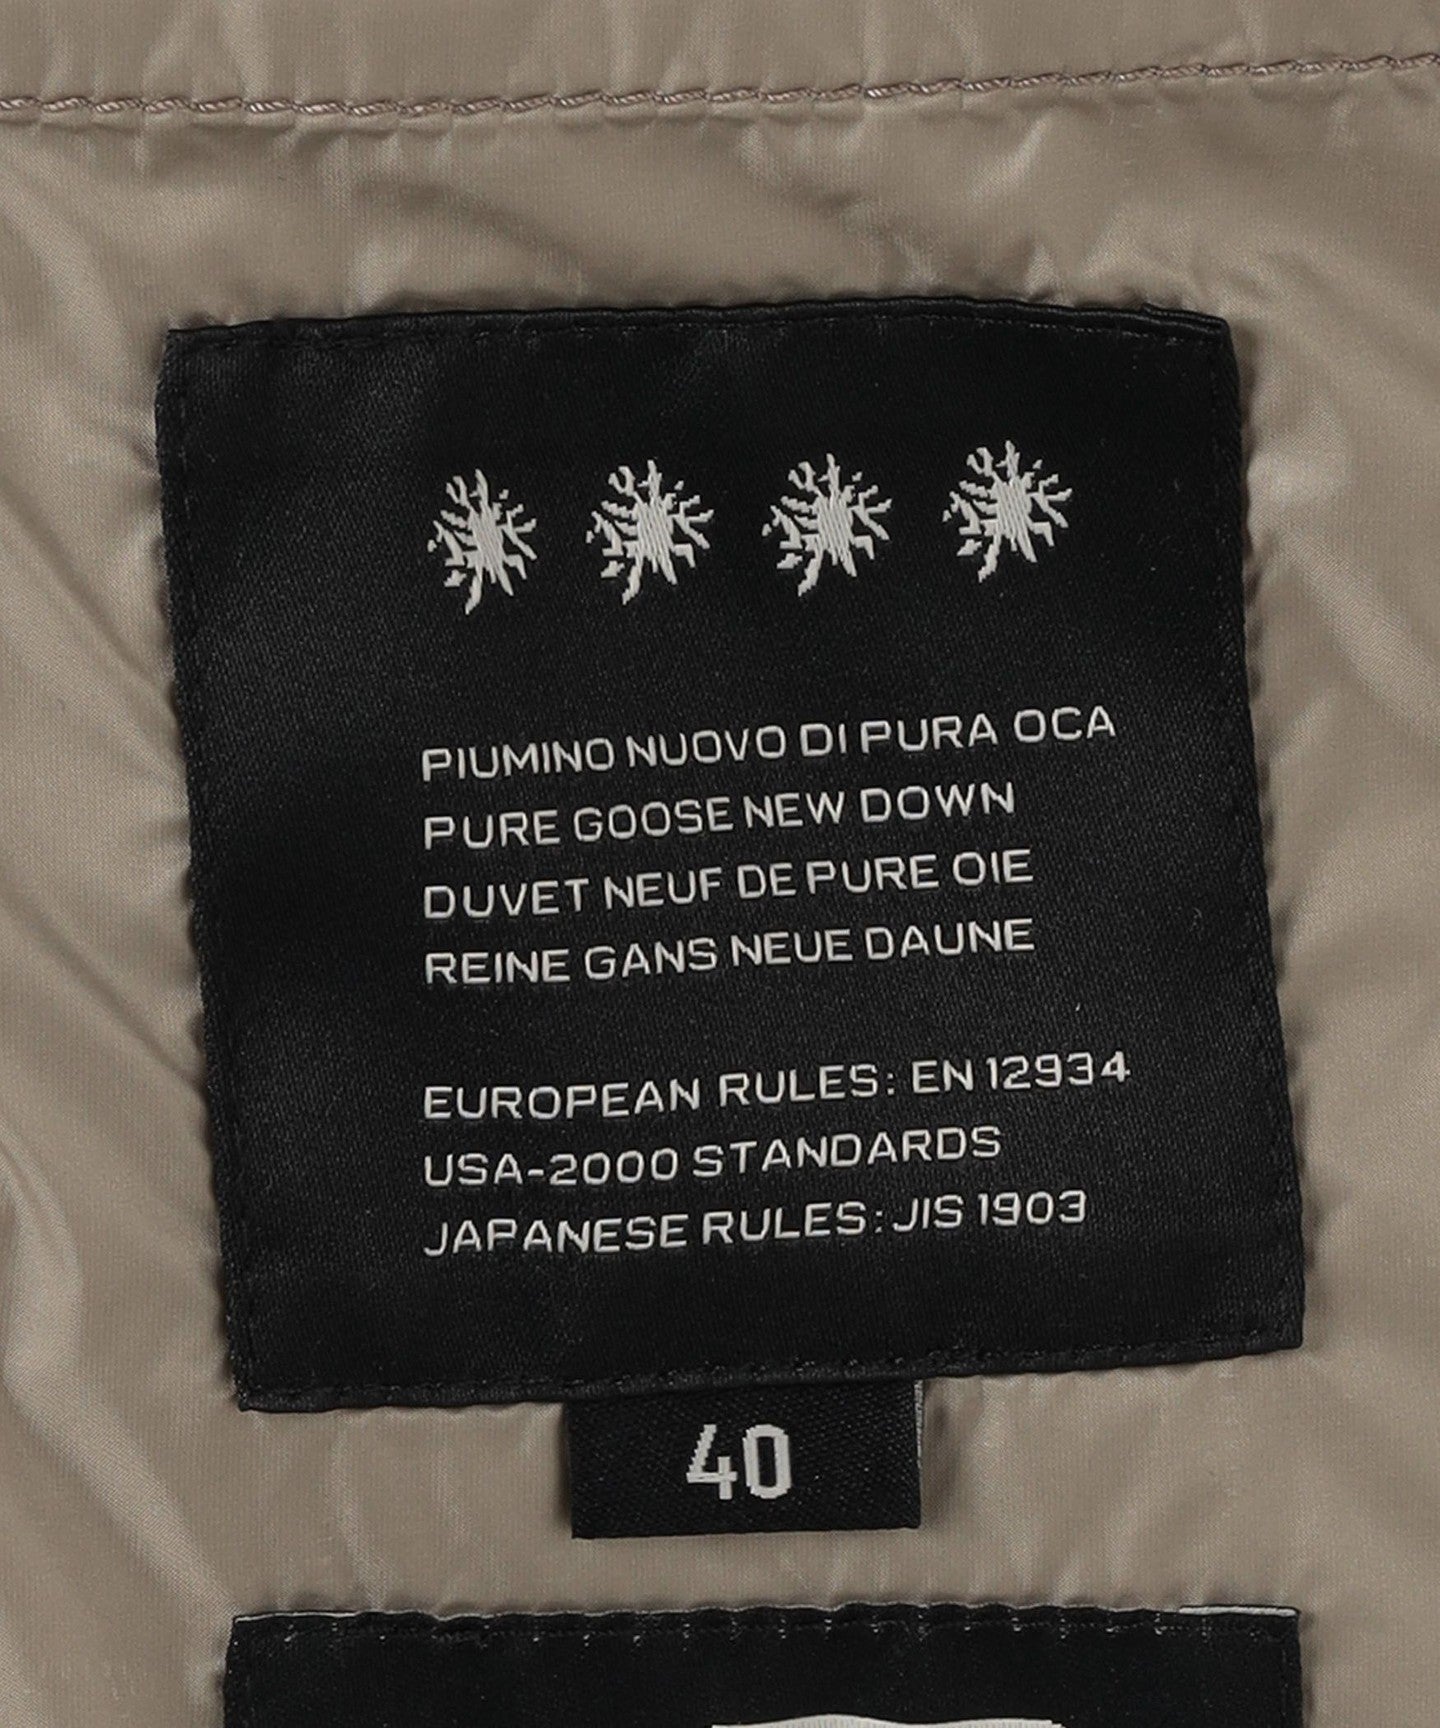 PIUMINO NUOVO DI PURA OCA
PURE GOOSE NEW DOWN
DUVET NEUF DE PURE OIE
REINE GANS NEUE DAUNE
EUROPEAN RULES: EN 12934
USA-2000 STANDARDS
JAPANESE RULES: JIS 1903
40